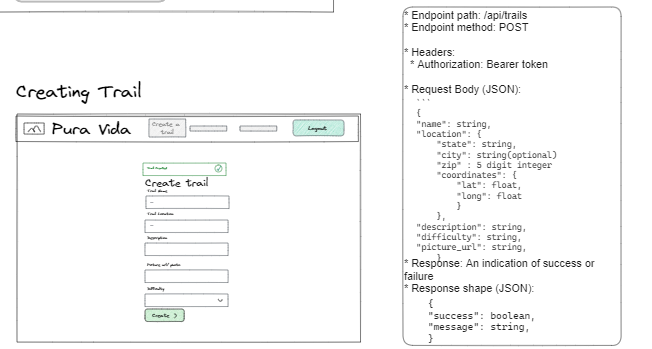 Creating Trail
Pura Vida
Create a
trail
Logout
Trail Created
Create trail
Trail Name
Trail Location
Description
Difficulty
Create >
* Endpoint path: /api/trails
* Endpoint method: POST
* Headers:
* Authorization: Bearer token
* Request Body (JSON):
```
{
"name": string,
"location": {
"state": string,
"city": string(optional)
"zip" : 5 digit integer
"coordinates": {
"lat": float,
"long": float
}
},
"description": string,
"difficulty": string,
"picture_url": string,
}
* Response: An indication of success or
failure
* Response shape (JSON):
{
"success": boolean,
"message": string,
}